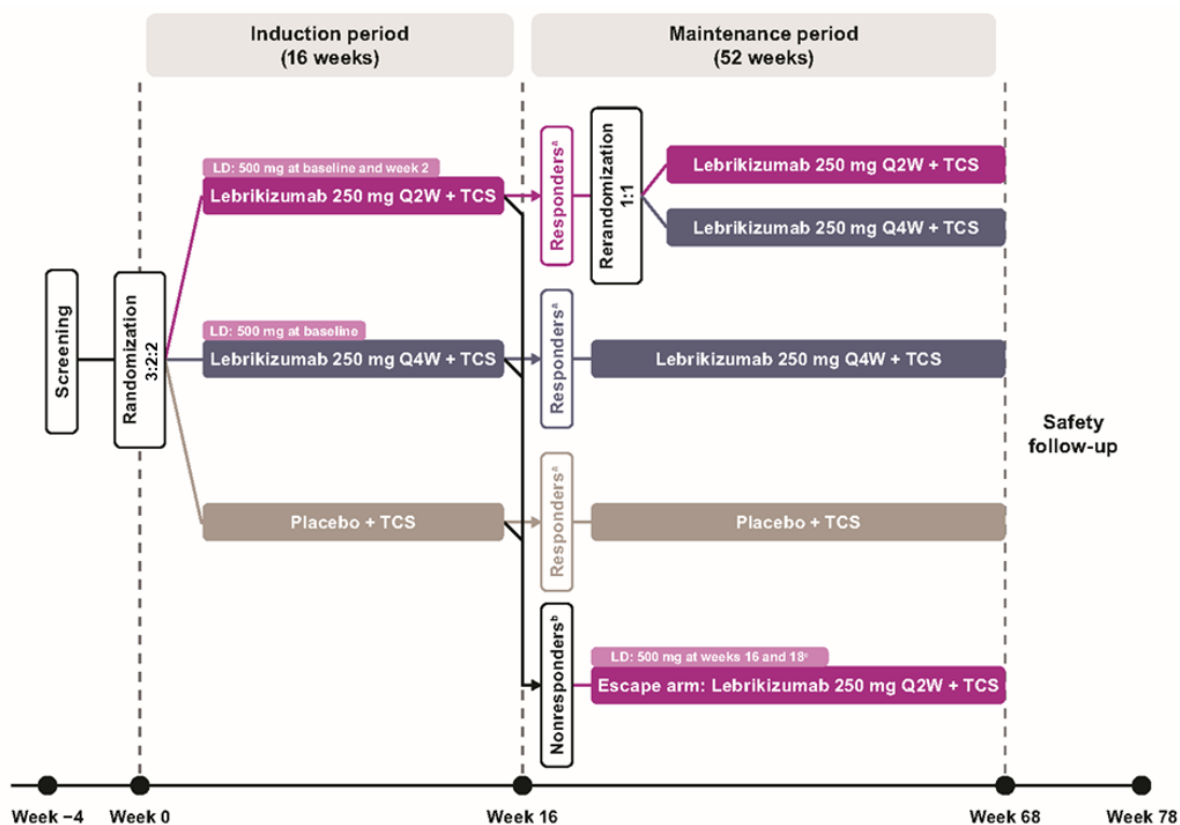 Induction period
(16 weeks)
Maintenance period
(52 weeks)
Screening
Randomization
3:2:2
LD: 500 mg at baseline and week 2
Lebrikizumab 250 mg Q2W + TCS
Respondersᵃ
Rerandomization
1:1
Lebrikizumab 250 mg Q2W + TCS
Lebrikizumab 250 mg Q4W + TCS
LD: 500 mg at baseline
Lebrikizumab 250 mg Q4W + TCS
Respondersᵃ
Lebrikizumab 250 mg Q4W + TCS
Safety
follow-up
Placebo + TCS
Respondersᵃ
Placebo + TCS
Nonrespondersᵇ
LD: 500 mg at weeks 16 and 18ᶜ
Escape arm: Lebrikizumab 250 mg Q2W + TCS
Week −4
Week 0
Week 16
Week 68
Week 78